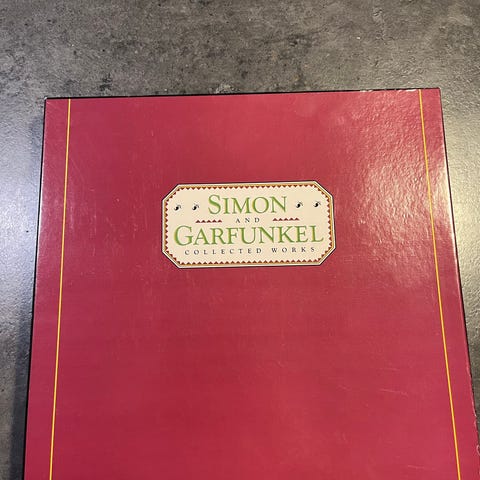 SIMON
AND
GARFUNKEL
COLLECTED WORKS